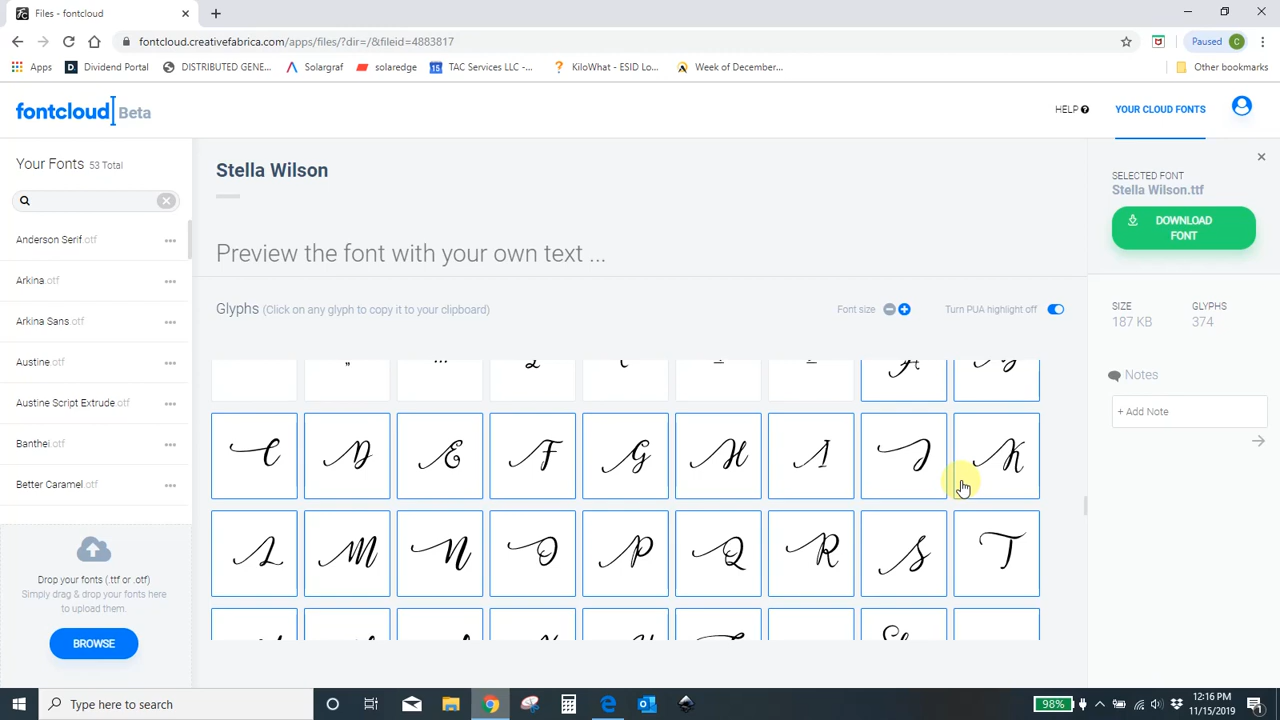 Files - fontcloud
fontcloud.creativefabrica.com/apps/files/?dir=/&fileid=4883817
Paused C
Apps D Dividend Portal DISTRIBUTED GENE... Solargraf solaredge 15 TAC Services LLC -... KiloWhat - ESID Lo... Week of December... Other bookmarks
fontcloud Beta
HELP YOUR CLOUD FONTS
Your Fonts 53 Total
Anderson Serif.otf
Arkina.otf
Arkina Sans.otf
Austine.otf
Austine Script Extrude.otf
Banthei.otf
Better Caramel.otf
Drop your fonts (.ttf or .otf)
Simply drag & drop your fonts here
to upload them.
BROWSE
Stella Wilson
Preview the font with your own text ...
Glyphs (Click on any glyph to copy it to your clipboard)
Font size
Turn PUA highlight off
C D E F G H I J K
L M N O P Q R S T
SELECTED FONT
Stella Wilson.ttf
DOWNLOAD
FONT
SIZE GLYPHS
187 KB 374
Notes
+ Add Note
Type here to search
98%
12:16 PM
11/15/2019